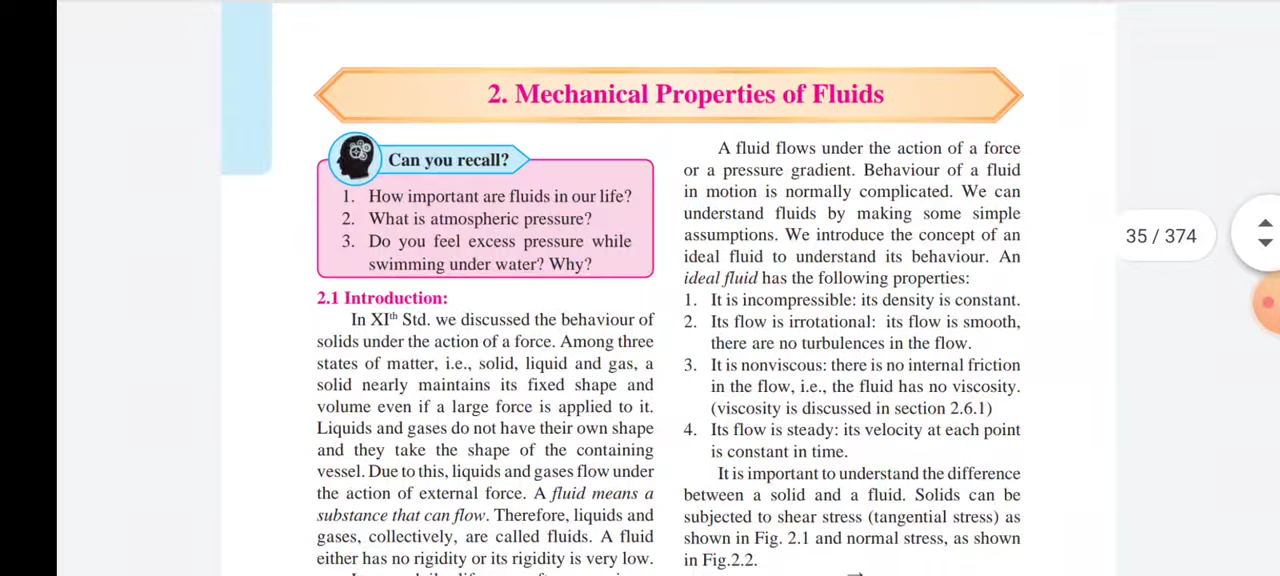 2. Mechanical Properties of Fluids
Can you recall?
1. How important are fluids in our life?
2. What is atmospheric pressure?
3. Do you feel excess pressure while
swimming under water? Why?
2.1 Introduction:
In XIth Std. we discussed the behaviour of
solids under the action of a force. Among three
states of matter, i.e., solid, liquid and gas, a
solid nearly maintains its fixed shape and
volume even if a large force is applied to it.
Liquids and gases do not have their own shape
and they take the shape of the containing
vessel. Due to this, liquids and gases flow under
the action of external force. A fluid means a
substance that can flow. Therefore, liquids and
gases, collectively, are called fluids. A fluid
either has no rigidity or its rigidity is very low.
A fluid flows under the action of a force
or a pressure gradient. Behaviour of a fluid
in motion is normally complicated. We can
understand fluids by making some simple
assumptions. We introduce the concept of an
ideal fluid to understand its behaviour. An
ideal fluid has the following properties:
1. It is incompressible: its density is constant.
2. Its flow is irrotational: its flow is smooth,
there are no turbulences in the flow.
3. It is nonviscous: there is no internal friction
in the flow, i.e., the fluid has no viscosity.
(viscosity is discussed in section 2.6.1)
4. Its flow is steady: its velocity at each point
is constant in time.
It is important to understand the difference
between a solid and a fluid. Solids can be
subjected to shear stress (tangential stress) as
shown in Fig. 2.1 and normal stress, as shown
in Fig.2.2.
35 / 374